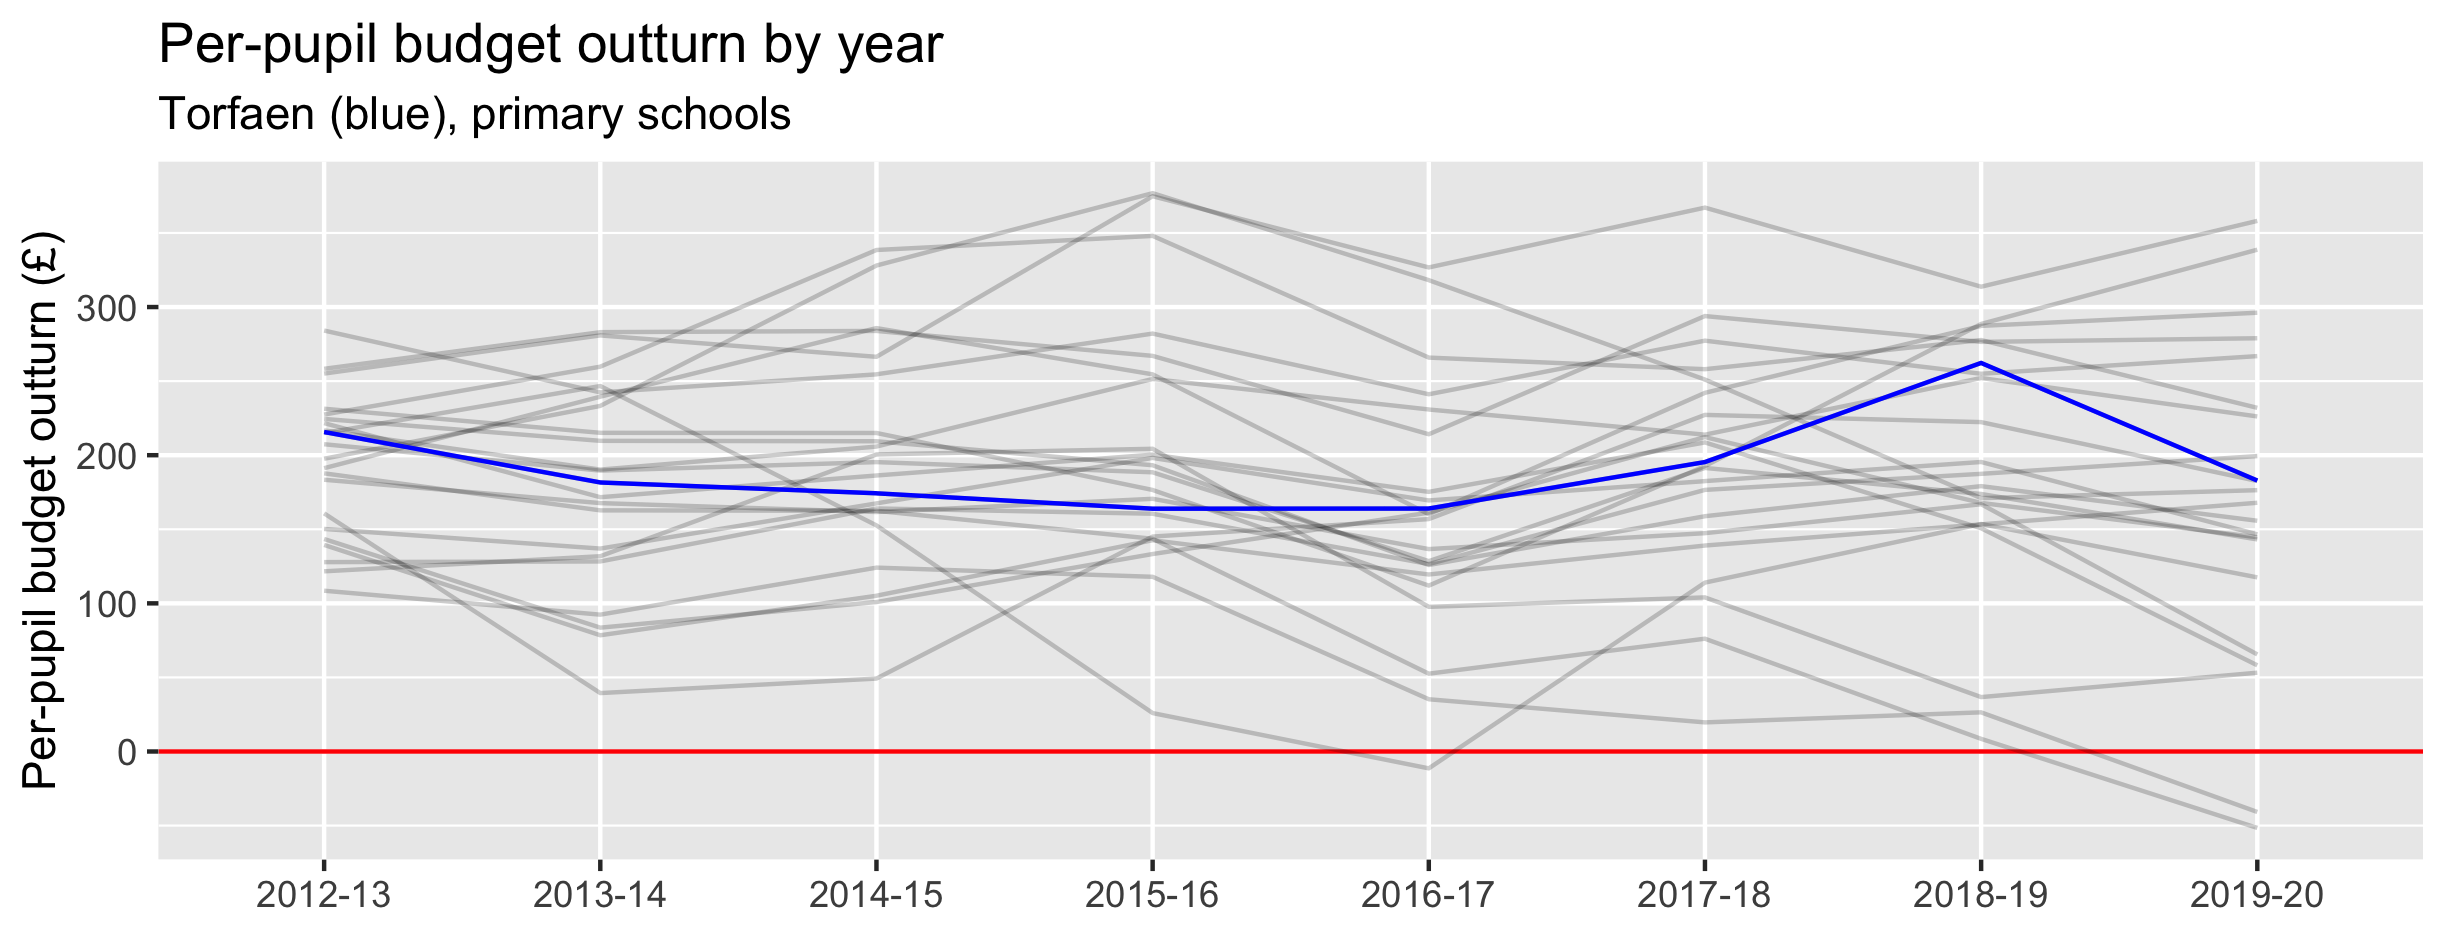 Per-pupil budget outturn by year
Torfaen (blue), primary schools
Per-pupil budget outturn (£)
300
200
100
0
2012-13 2013-14 2014-15 2015-16 2016-17 2017-18 2018-19 2019-20